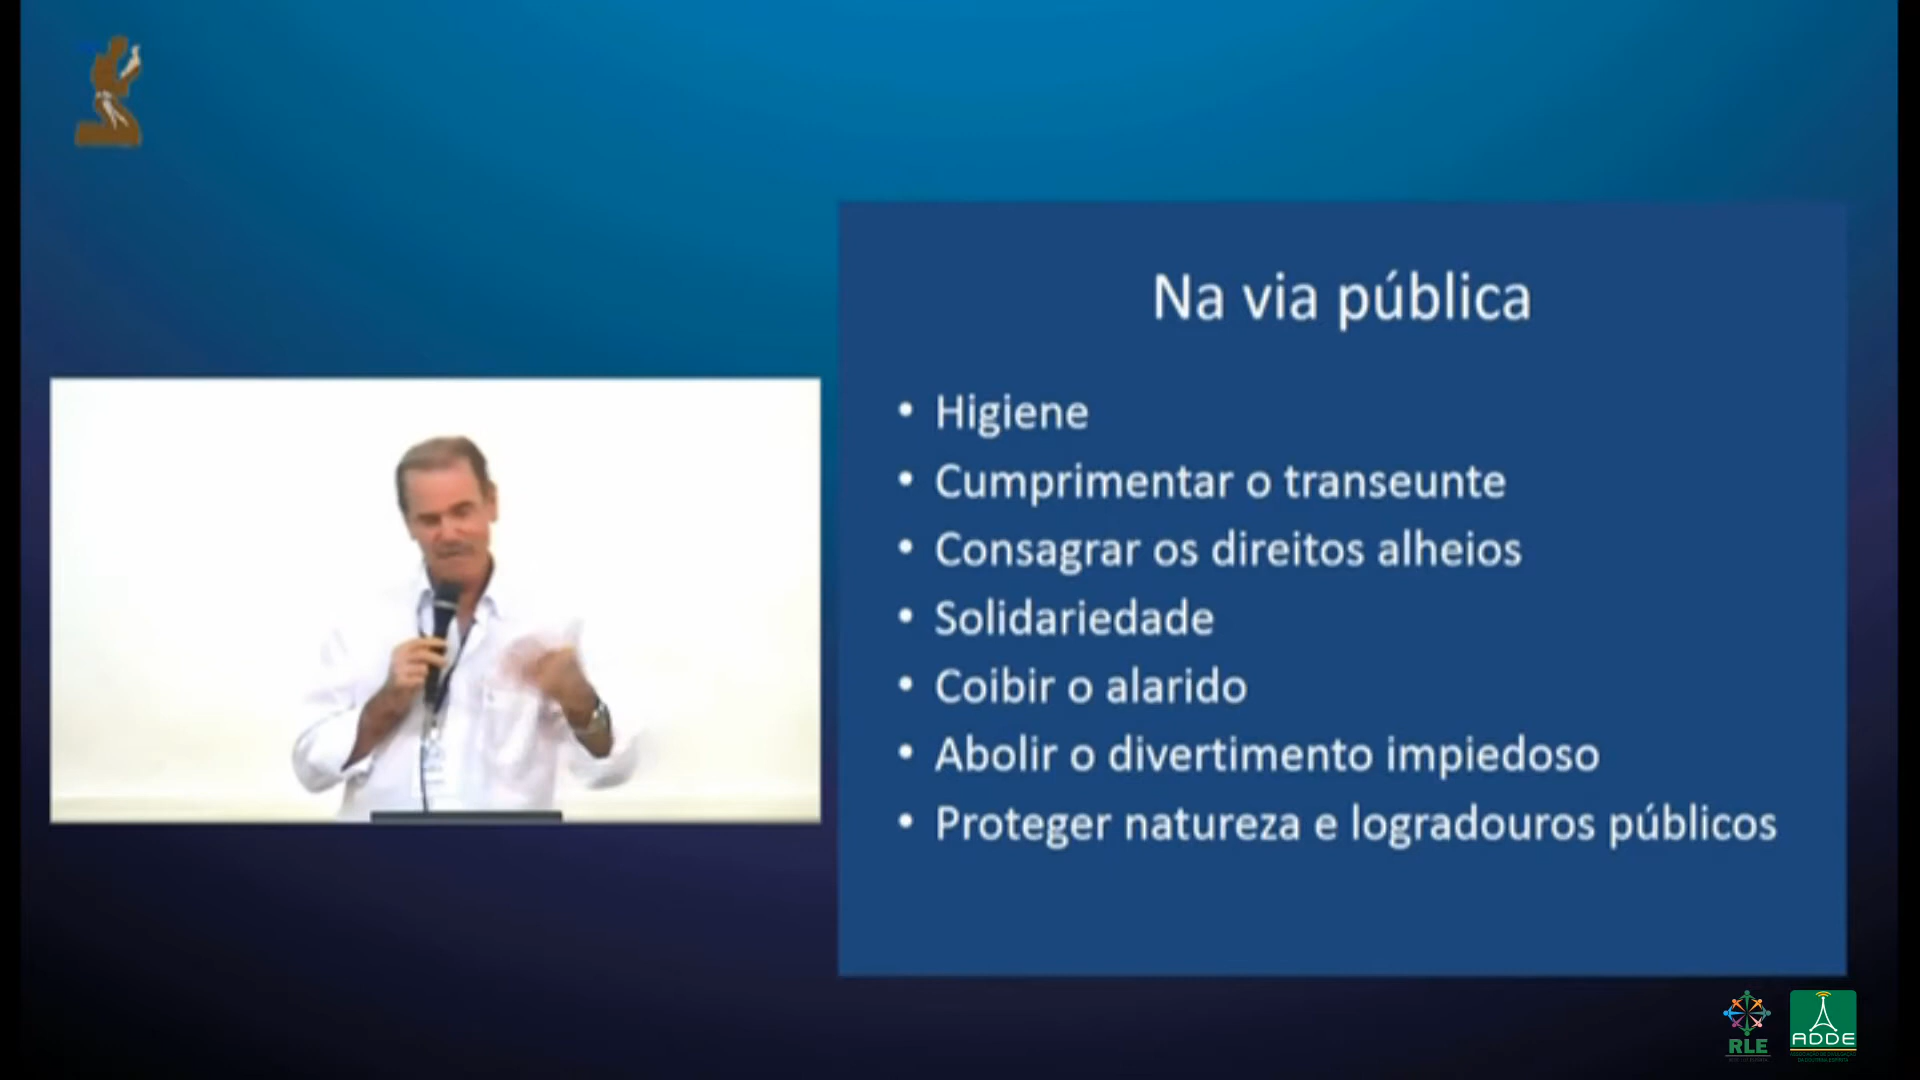 Na via pública
• Higiene
• Cumprimentar o transeunte
• Consagrar os direitos alheios
• Solidariedade
• Coibir o alarido
• Abolir o divertimento impiedoso
• Proteger natureza e logradouros públicos
RLE
ADDE